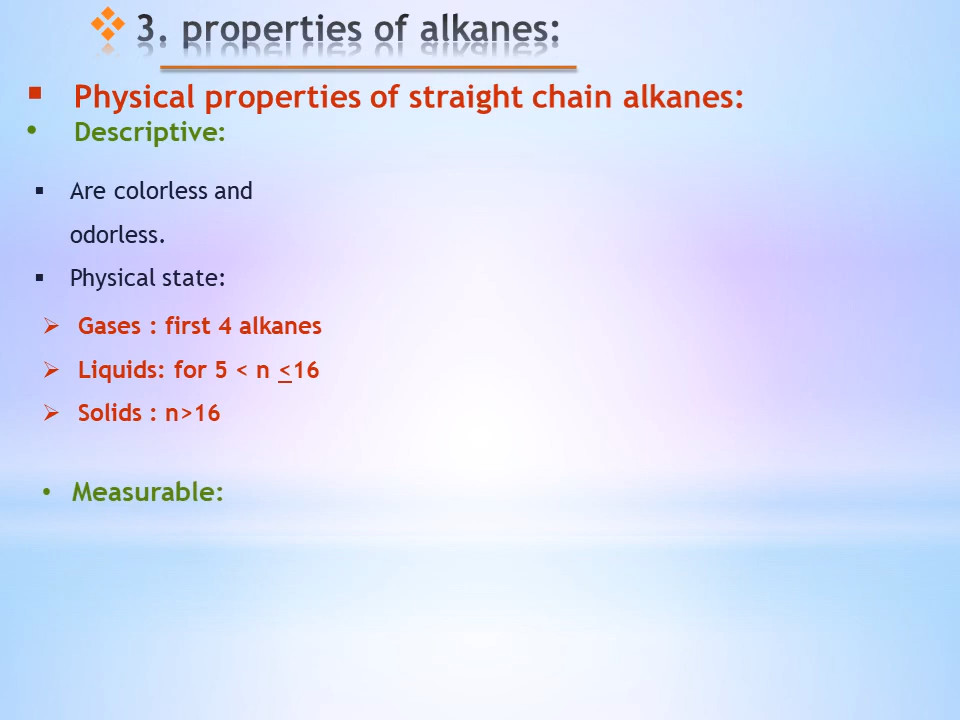 ❖ 3. properties of alkanes:
▪ Physical properties of straight chain alkanes:
• Descriptive:
▪ Are colorless and
odorless.
▪ Physical state:
➢ Gases : first 4 alkanes
➢ Liquids: for 5 < n <16
➢ Solids : n>16
• Measurable: